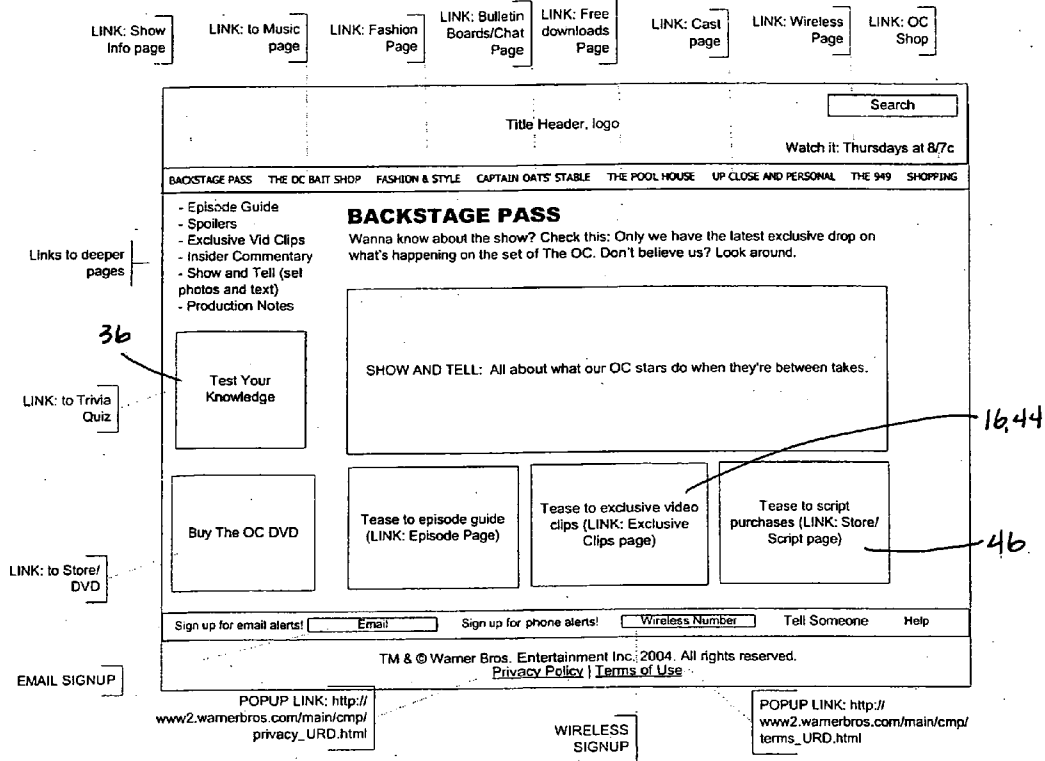 LINK: Show
Info page
LINK: to Music
page
LINK: Fashion
Page
LINK: Bulletin
Boards/Chat
Page
LINK: Free
downloads
Page
LINK: Cast
page
LINK: Wireless
Page
LINK: OC
Shop
Search
Title Header, logo
Watch it: Thursdays at 8/7c
BACKSTAGE PASS THE OC BAIT SHOP FASHION & STYLE CAPTAIN OATS' STABLE THE POOL HOUSE UP CLOSE AND PERSONAL THE 949 SHOPPING
- Episode Guide
- Spoilers
- Exclusive Vid Clips
- Insider Commentary
- Show and Tell (set
photos and text)
- Production Notes
Links to deeper
pages
BACKSTAGE PASS
Wanna know about the show? Check this: Only we have the latest exclusive drop on
what's happening on the set of The OC. Don't believe us? Look around.
36
Test Your
Knowledge
LINK: to Trivia
Quiz
SHOW AND TELL: All about what our OC stars do when they're between takes.
16,44
Buy The OC DVD
LINK: to Store/
DVD
Tease to episode guide
(LINK: Episode Page)
Tease to exclusive video
clips (LINK: Exclusive
Clips page)
Tease to script
purchases (LINK: Store/
Script page)
46
Sign up for email alerts! Email Sign up for phone alerts! Wireless Number Tell Someone Help
TM & © Warner Bros. Entertainment Inc. 2004. All rights reserved.
Privacy Policy | Terms of Use
EMAIL SIGNUP
POPUP LINK: http://
www2.warnerbros.com/main/cmp/
privacy_URD.html
WIRELESS
SIGNUP
POPUP LINK: http://
www2.warnerbros.com/main/cmp/
terms_URD.html